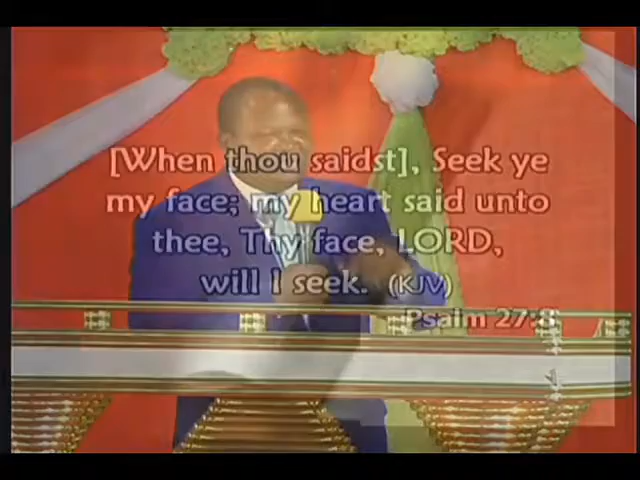 [When thou saidst], Seek ye
my face; my heart said unto
thee, Thy face, LORD,
will I seek. (KJV)
Psalm 27:8